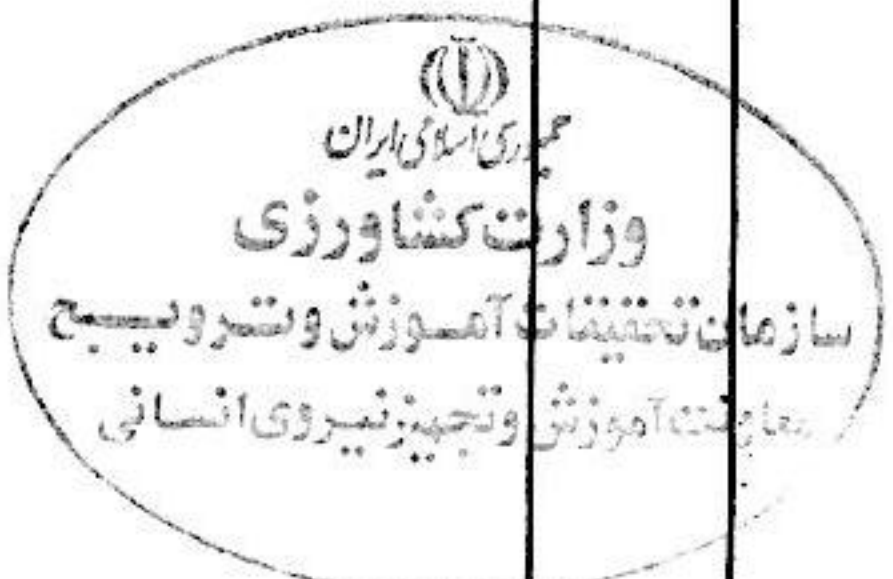 جمهوری اسلامی ایران
وزارت کشاورزی
سازمان تحقیقات آموزش و ترویج
معاونت آموزش و تجهیز نیروی انسانی